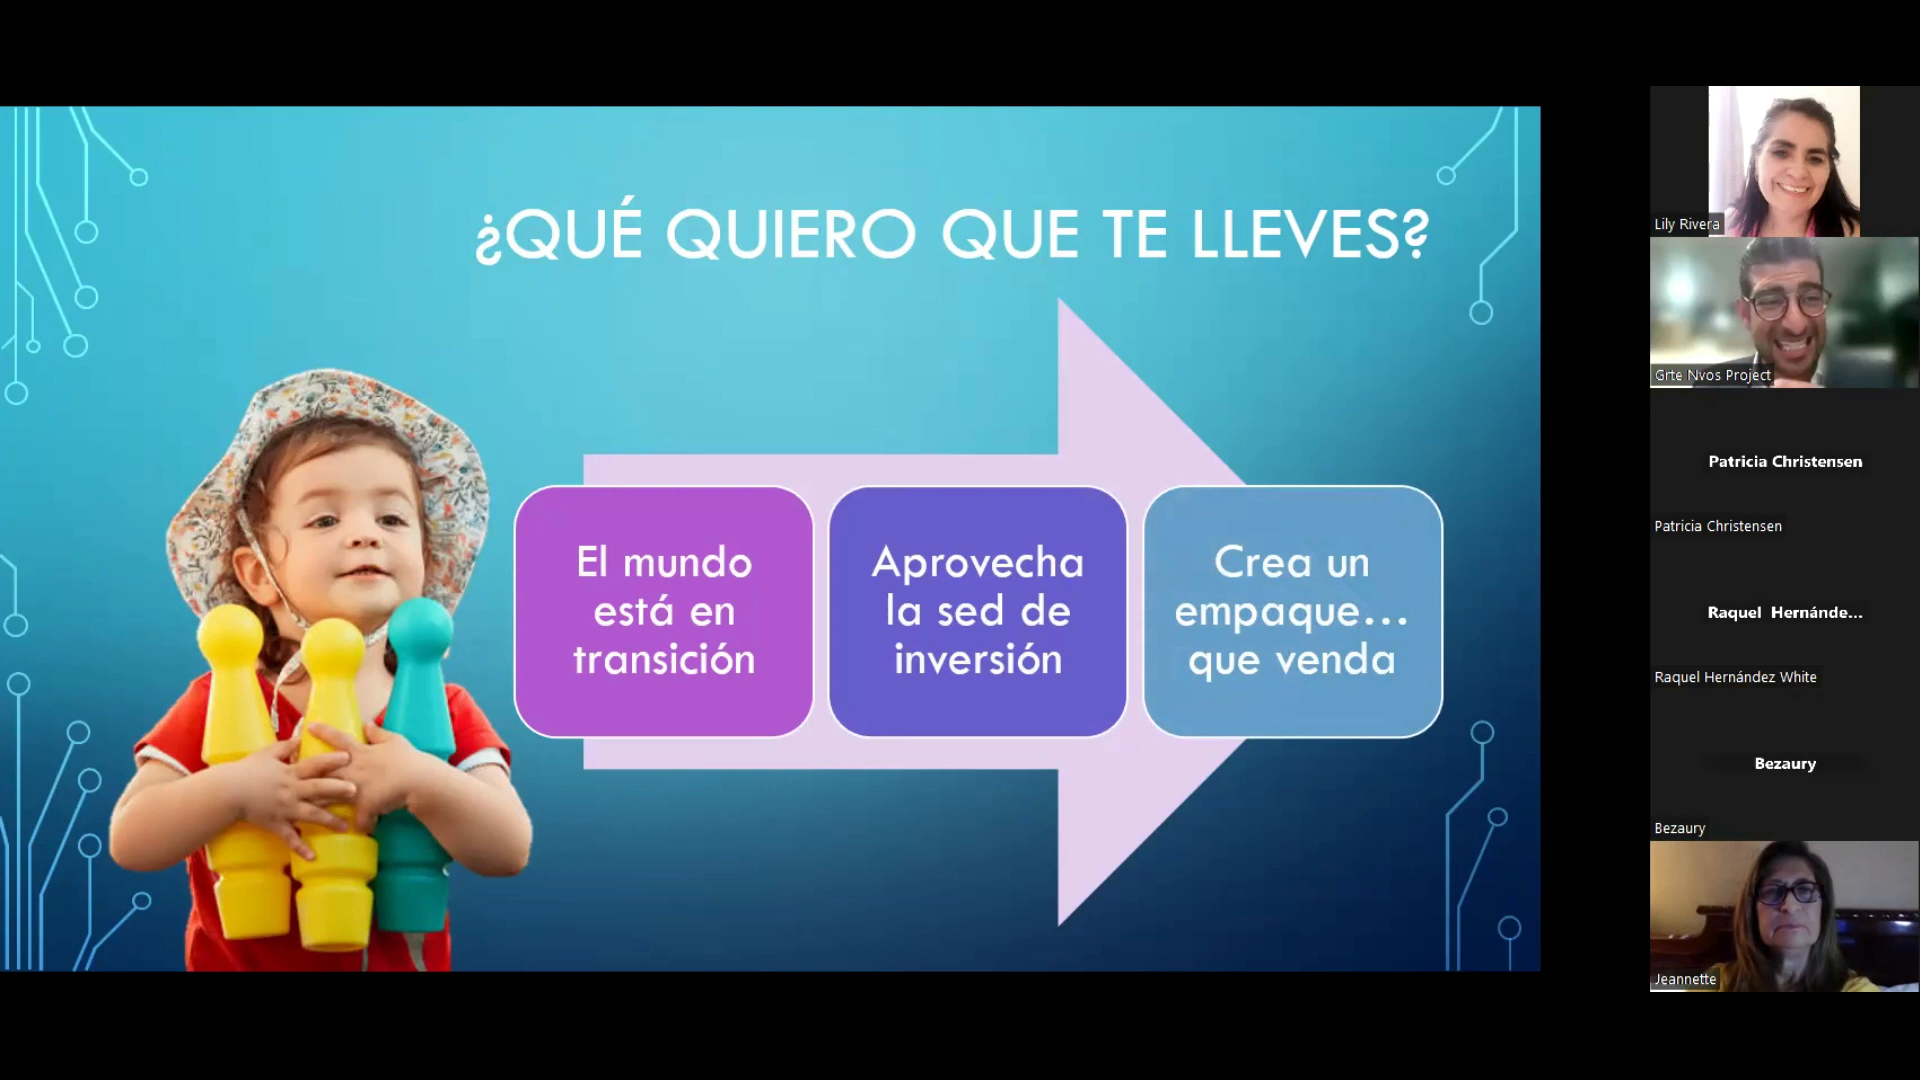 ¿QUÉ QUIERO QUE TE LLEVES?
El mundo
está en
transición
Aprovecha
la sed de
inversión
Crea un
empaque...
que venda
Lily Rivera
Grte Nvos Project
Patricia Christensen
Patricia Christensen
Raquel Hernánde...
Raquel Hernández White
Bezaury
Bezaury
Jeannette